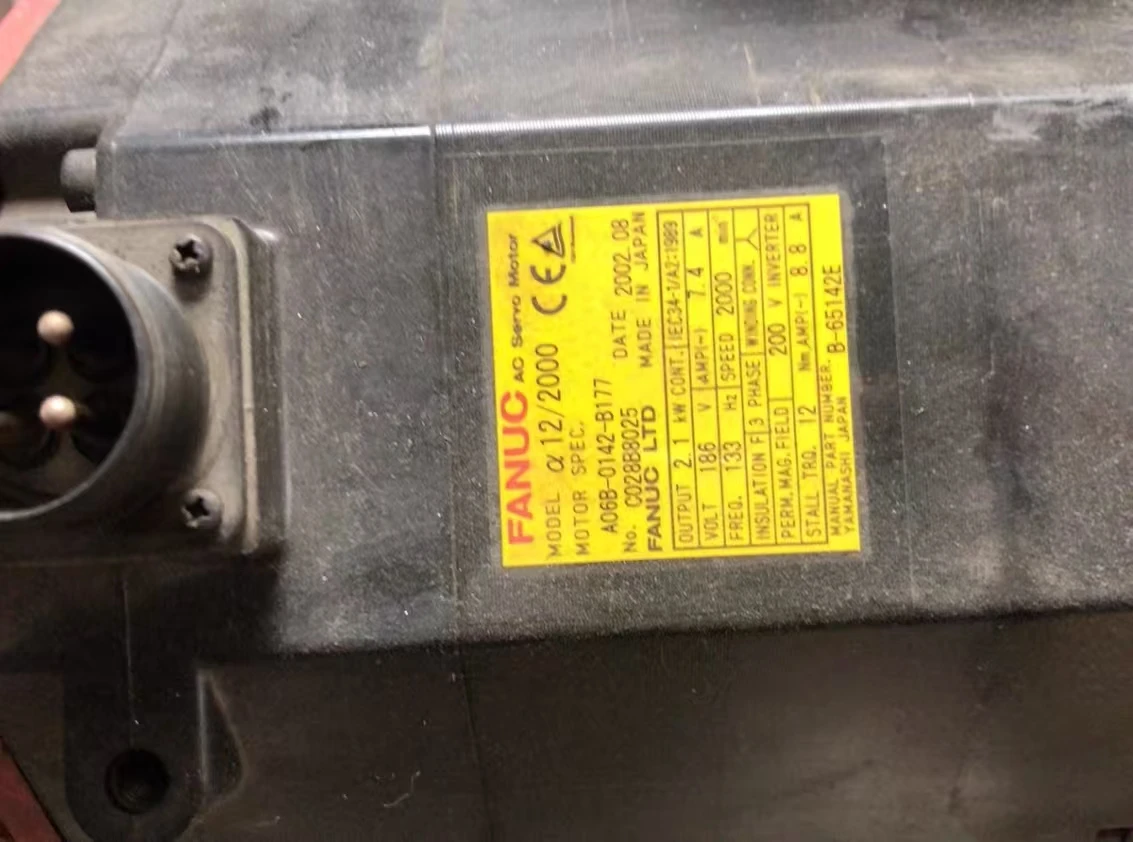 FANUC AC Servo Motor
MODEL α12/2000 CE
MOTOR SPEC.
A06B-0142-B177 DATE 2002.08
No. C028B8025 MADE IN JAPAN
FANUC LTD
OUTPUT 2.1 kW CONT. (IEC34-1/A2:1989
VOLT 186 V AMP(~) 7.4 A
FREQ. 133 Hz SPEED 2000
INSULATION F 3 PHASE WINDING CONN.
PERM.MAG.FIELD 200 V INVERTER
STALL TRQ. 12 Nm AMP(~) 8.8 A
MANUAL PART NUMBER. B-65142E
YAMANASHI JAPAN